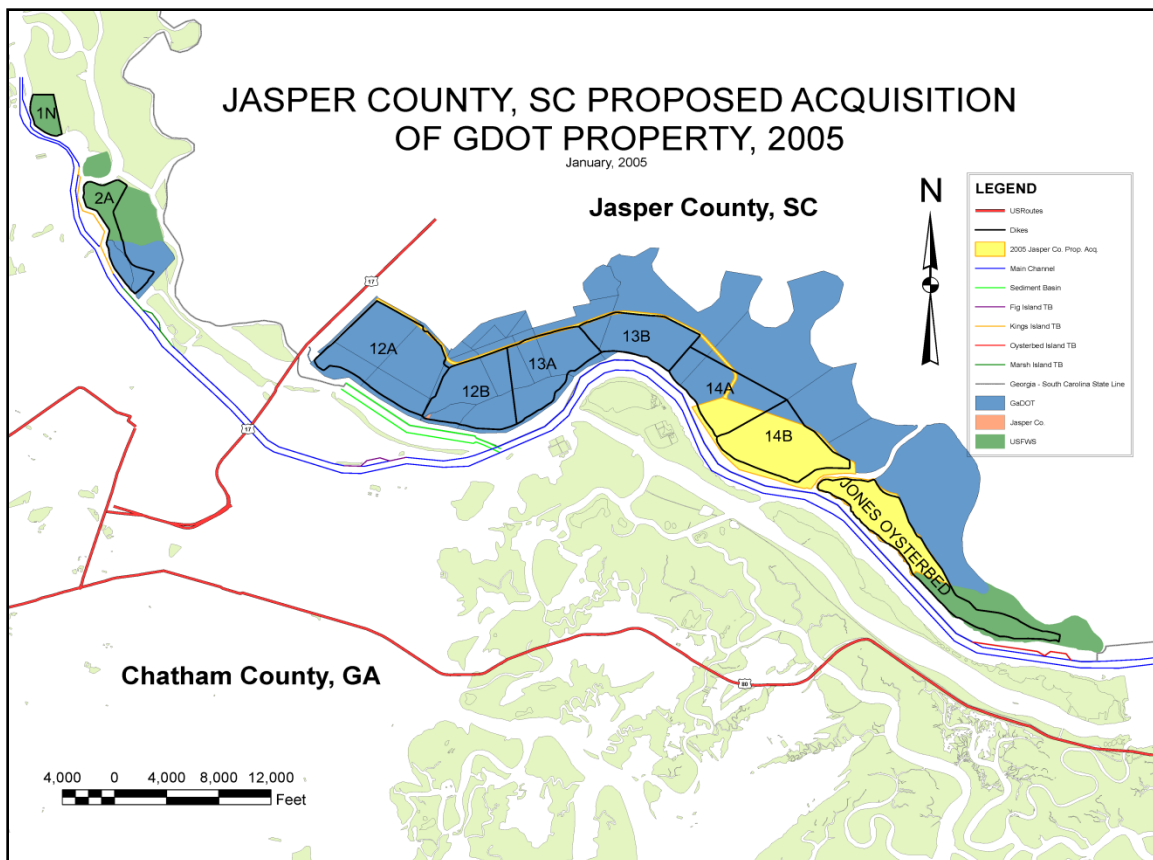 JASPER COUNTY, SC PROPOSED ACQUISITION
OF GDOT PROPERTY, 2005
January, 2005
Jasper County, SC
N
LEGEND
USRoutes
Dikes
2005 Jasper Co. Prop. Acq.
Main Channel
Sediment Basin
Fig Island TB
Kings Island TB
Oysterbed Island TB
Marsh Island TB
Georgia - South Carolina State Line
GaDOT
Jasper Co.
USFWS
1N
2A
17
12A
12B
13A
13B
14A
14B
17
JONES OYSTERBED
Chatham County, GA
80
4,000 0 4,000 8,000 12,000
Feet